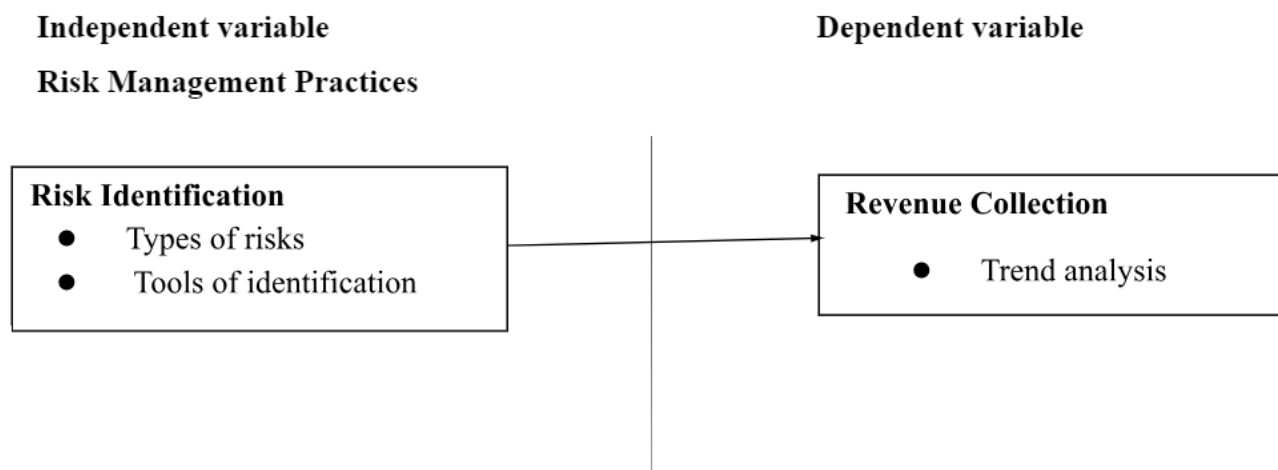 Independent variable
Dependent variable
Risk Management Practices
Risk Identification
● Types of risks
● Tools of identification
Revenue Collection
● Trend analysis